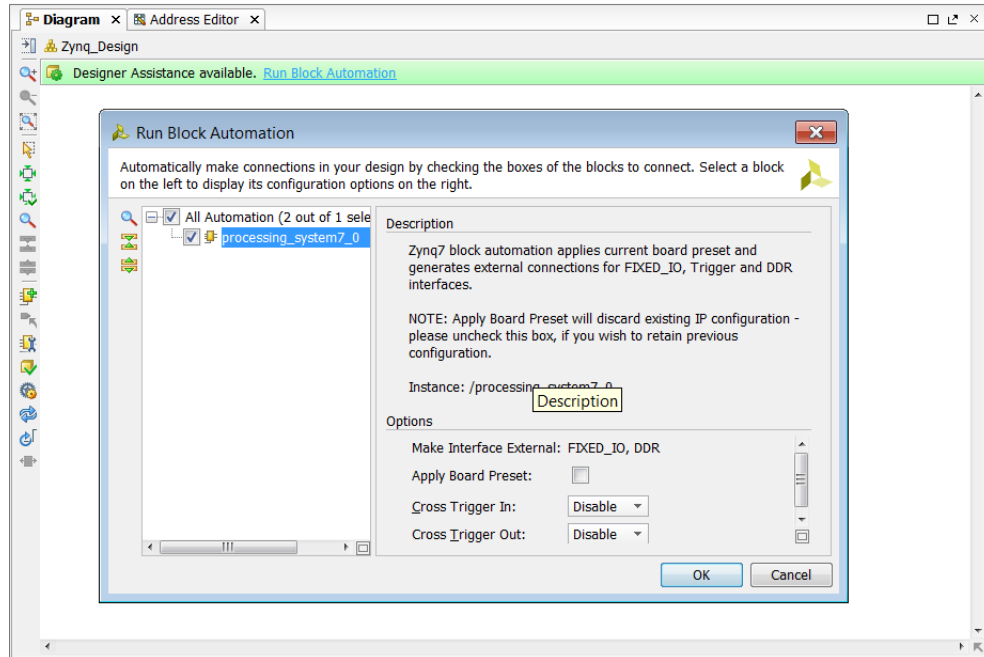 Diagram × Address Editor ×
Zynq_Design
Designer Assistance available. Run Block Automation
Run Block Automation
Automatically make connections in your design by checking the boxes of the blocks to connect. Select a block
on the left to display its configuration options on the right.
All Automation (2 out of 1 sele
processing_system7_0
Description
Zynq7 block automation applies current board preset and
generates external connections for FIXED_IO, Trigger and DDR
interfaces.
NOTE: Apply Board Preset will discard existing IP configuration -
please uncheck this box, if you wish to retain previous
configuration.
Instance: /processing_system7_0
Description
Options
Make Interface External: FIXED_IO, DDR
Apply Board Preset:
Cross Trigger In: Disable
Cross Trigger Out: Disable
OK Cancel